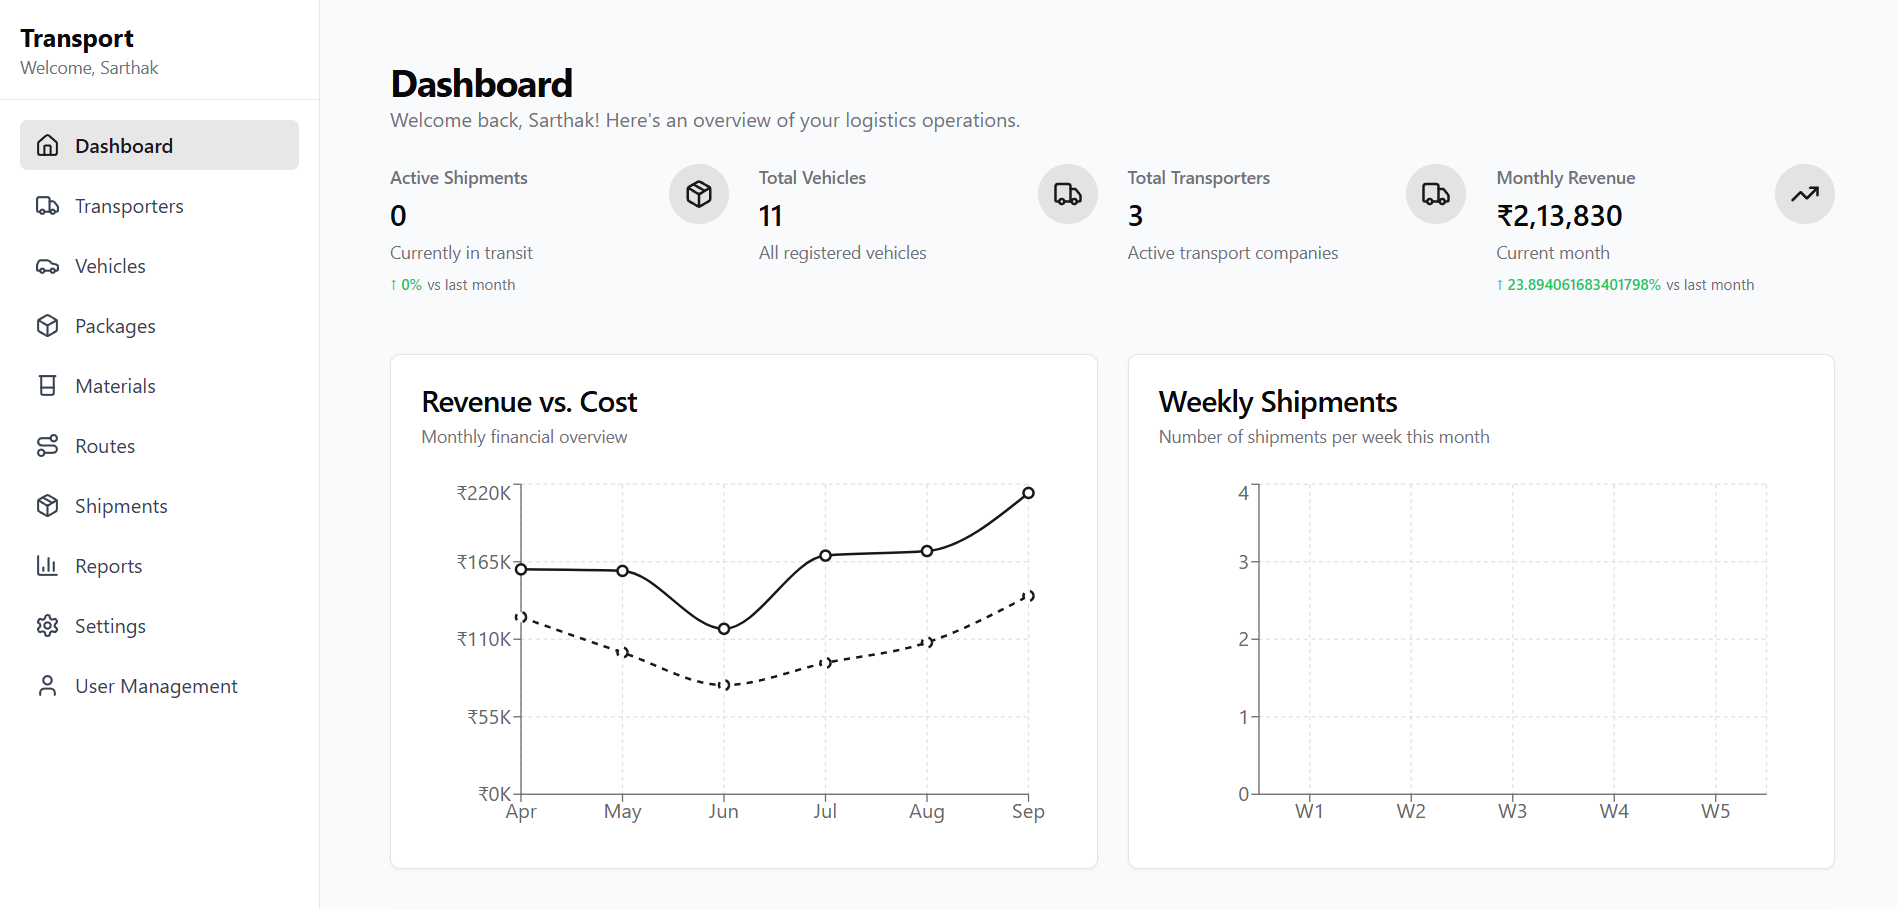 Transport
Welcome, Sarthak
Dashboard
Transporters
Vehicles
Packages
Materials
Routes
Shipments
Reports
Settings
User Management
Dashboard
Welcome back, Sarthak! Here's an overview of your logistics operations.
Active Shipments
0
Currently in transit
↑ 0% vs last month
Total Vehicles
11
All registered vehicles
Total Transporters
3
Active transport companies
Monthly Revenue
₹2,13,830
Current month
↑ 23.894061683401798% vs last month
Revenue vs. Cost
Monthly financial overview
₹220K
₹165K
₹110K
₹55K
₹0K
Apr May Jun Jul Aug Sep
Weekly Shipments
Number of shipments per week this month
4
3
2
1
0
W1 W2 W3 W4 W5